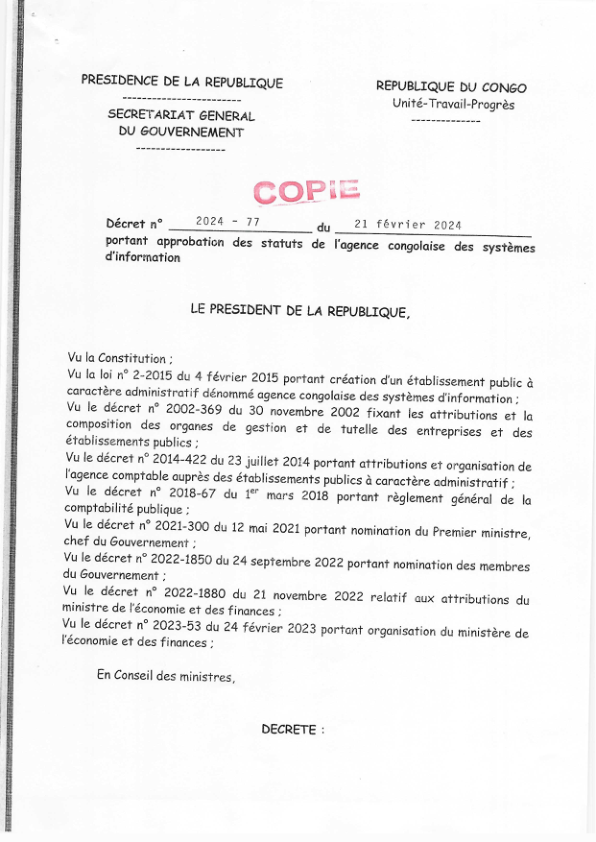 PRESIDENCE DE LA REPUBLIQUE
------------------------
SECRETARIAT GENERAL
DU GOUVERNEMENT
------------------
REPUBLIQUE DU CONGO
Unité-Travail-Progrès
--------------
COPIE
Décret n° 2024 - 77 du 21 février 2024
portant approbation des statuts de l'agence congolaise des systèmes
d'information
LE PRESIDENT DE LA REPUBLIQUE,
Vu la Constitution ;
Vu la loi n° 2-2015 du 4 février 2015 portant création d'un établissement public à
caractère administratif dénommé agence congolaise des systèmes d'information ;
Vu le décret n° 2002-369 du 30 novembre 2002 fixant les attributions et la
composition des organes de gestion et de tutelle des entreprises et des
établissements publics ;
Vu le décret n° 2014-422 du 23 juillet 2014 portant attributions et organisation de
l'agence comptable auprès des établissements publics à caractère administratif ;
Vu le décret n° 2018-67 du 1er mars 2018 portant règlement général de la
comptabilité publique ;
Vu le décret n° 2021-300 du 12 mai 2021 portant nomination du Premier ministre,
chef du Gouvernement ;
Vu le décret n° 2022-1850 du 24 septembre 2022 portant nomination des membres
du Gouvernement ;
Vu le décret n° 2022-1880 du 21 novembre 2022 relatif aux attributions du
ministre de l'économie et des finances ;
Vu le décret n° 2023-53 du 24 février 2023 portant organisation du ministère de
l'économie et des finances ;
En Conseil des ministres,
DECRETE :